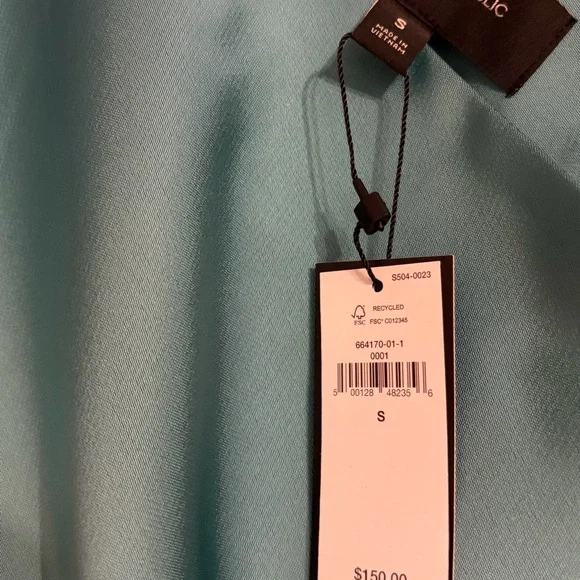 S
MADE IN
VIETNAM
LIC
S504-0023
RECYCLED
FSC® C012345
FSC
664170-01-1
0001
5 00128 48235 6
S
$150.00